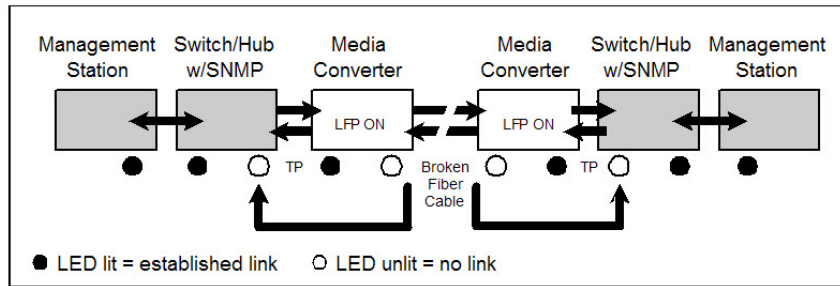 Management Station
Switch/Hub w/SNMP
Media Converter
Media Converter
Switch/Hub w/SNMP
Management Station
LFP ON
LFP ON
TP
Broken Fiber Cable
TP
LED lit = established link
LED unlit = no link